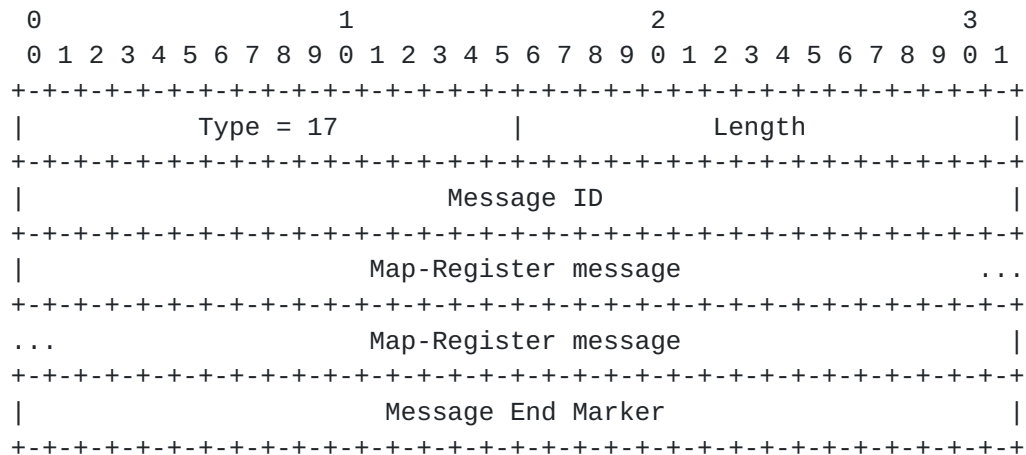 0                   1                   2                   3
 0 1 2 3 4 5 6 7 8 9 0 1 2 3 4 5 6 7 8 9 0 1 2 3 4 5 6 7 8 9 0 1
+-+-+-+-+-+-+-+-+-+-+-+-+-+-+-+-+-+-+-+-+-+-+-+-+-+-+-+-+-+-+-+-+
|           Type = 17           |            Length             |
+-+-+-+-+-+-+-+-+-+-+-+-+-+-+-+-+-+-+-+-+-+-+-+-+-+-+-+-+-+-+-+-+
|                           Message ID                          |
+-+-+-+-+-+-+-+-+-+-+-+-+-+-+-+-+-+-+-+-+-+-+-+-+-+-+-+-+-+-+-+-+
|                      Map-Register message                   ...
+-+-+-+-+-+-+-+-+-+-+-+-+-+-+-+-+-+-+-+-+-+-+-+-+-+-+-+-+-+-+-+-+
...                    Map-Register message                     |
+-+-+-+-+-+-+-+-+-+-+-+-+-+-+-+-+-+-+-+-+-+-+-+-+-+-+-+-+-+-+-+-+
|                       Message End Marker                      |
+-+-+-+-+-+-+-+-+-+-+-+-+-+-+-+-+-+-+-+-+-+-+-+-+-+-+-+-+-+-+-+-+